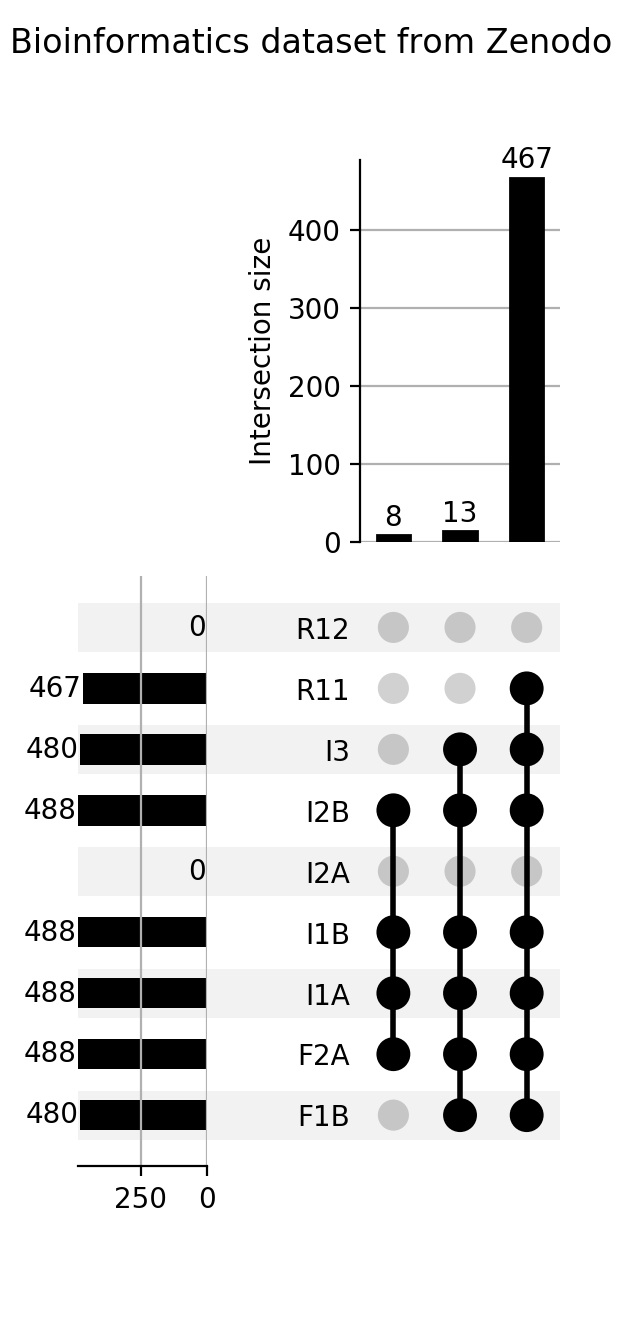 Bioinformatics dataset from Zenodo
467
400
300
200
100
0
Intersection size
8
13
0 R12
467 R11
480 I3
488 I2B
0 I2A
488 I1B
488 I1A
488 F2A
480 F1B
250 0